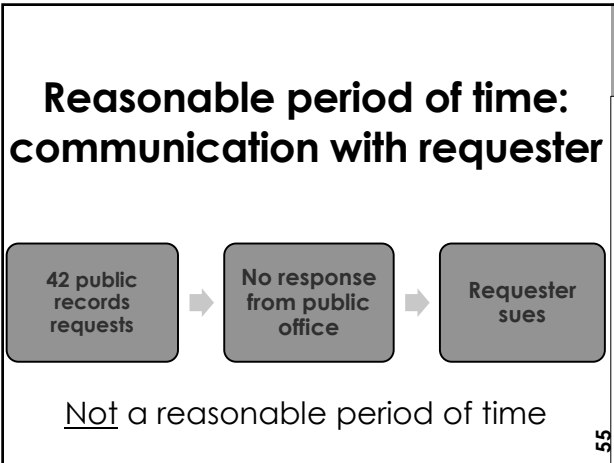 Reasonable period of time:
communication with requester
42 public
records
requests
No response
from public
office
Requester
sues
Not a reasonable period of time
55